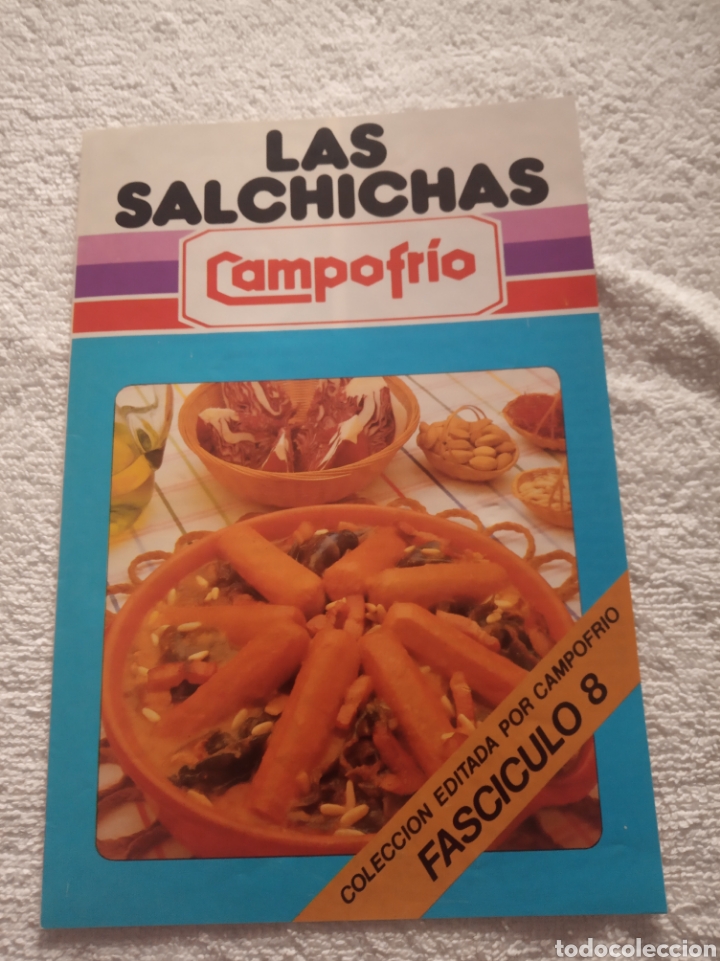 LAS
SALCHICHAS
Campofrío
COLECCION EDITADA POR CAMPOFRIO
FASCICULO 8
todocoleccion